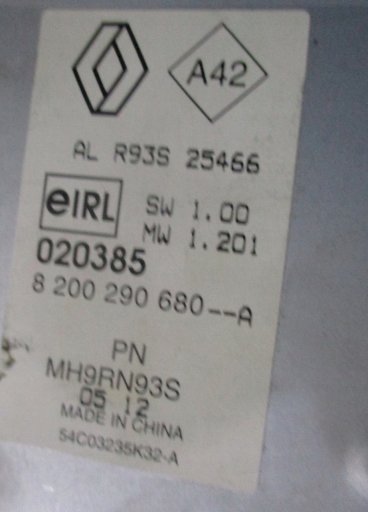 A42
AL R93S 25466
eIRL SW 1.00
MW 1.201
020385
8 200 290 680--A
PN
MH9RN93S
05 12
MADE IN CHINA
54C03235K32-A